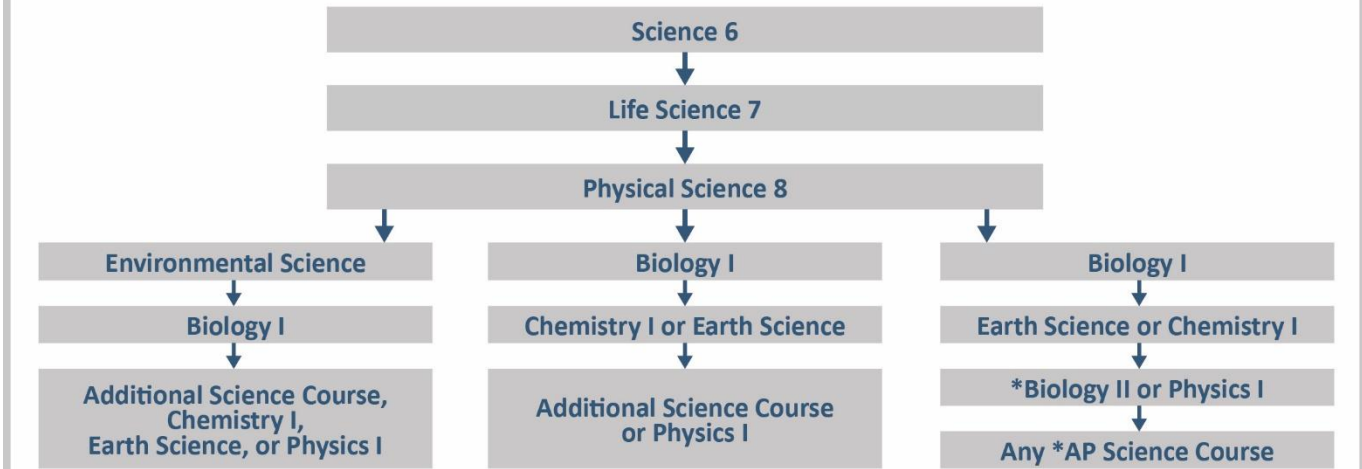 Science 6
Life Science 7
Physical Science 8
Environmental Science
Biology I
Additional Science Course,
Chemistry I,
Earth Science, or Physics I
Biology I
Chemistry I or Earth Science
Additional Science Course
or Physics I
Biology I
Earth Science or Chemistry I
*Biology II or Physics I
Any *AP Science Course